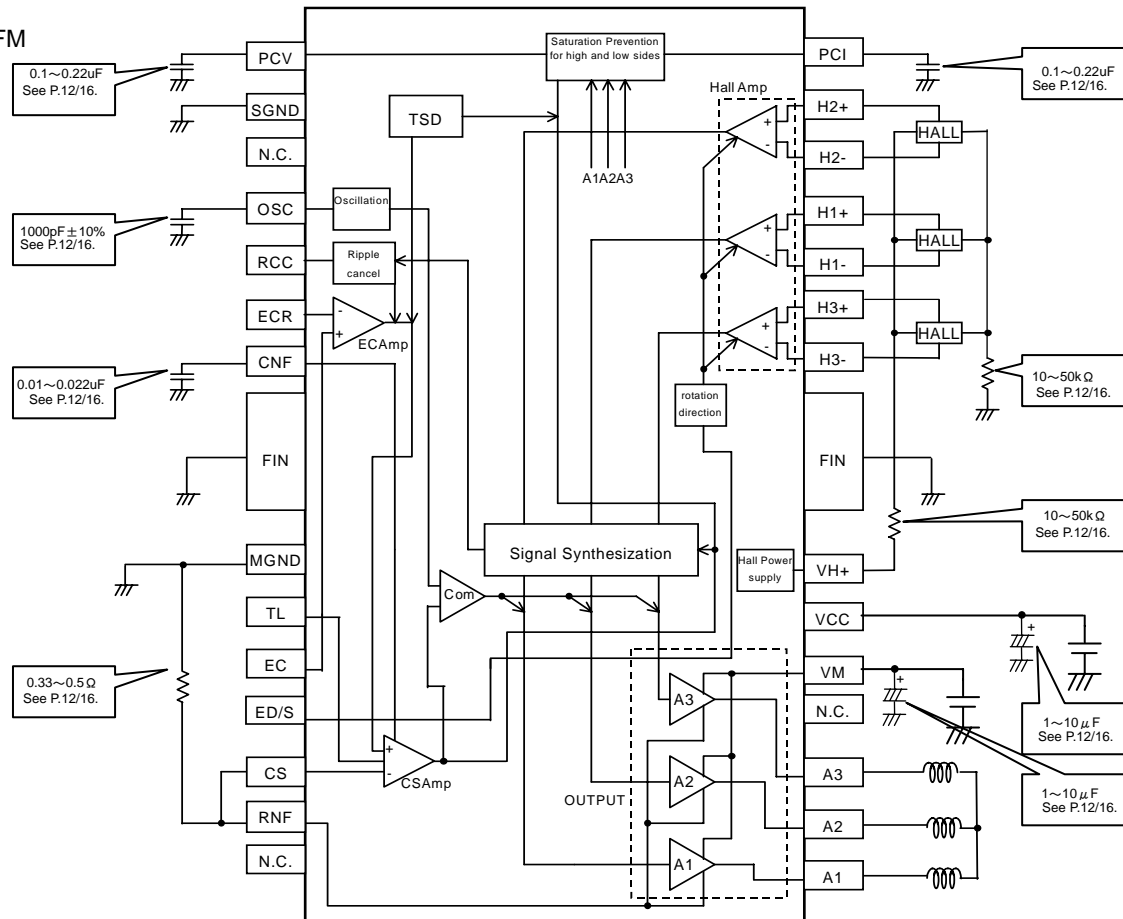 FM
PCV
0.1～0.22uF
See P.12/16.
SGND
N.C.
OSC
1000pF±10%
See P.12/16.
RCC
ECR
CNF
0.01～0.022uF
See P.12/16.
FIN
MGND
TL
EC
0.33～0.5Ω
See P.12/16.
ED/S
CS
RNF
N.C.
Saturation Prevention
for high and low sides
TSD
A1A2A3
Hall Amp
+
-
+
-
+
-
Oscillation
Ripple
cancel
-
+
ECAmp
rotation
direction
Signal Synthesization
Hall Power
supply
Com
+
-
CSAmp
OUTPUT
A3
A2
A1
PCI
0.1～0.22uF
See P.12/16.
H2+
HALL
H2-
H1+
HALL
H1-
H3+
HALL
H3-
10～50kΩ
See P.12/16.
FIN
10～50kΩ
See P.12/16.
VH+
VCC
+
VM
+
N.C.
1～10μF
See P.12/16.
A3
1～10μF
See P.12/16.
A2
A1